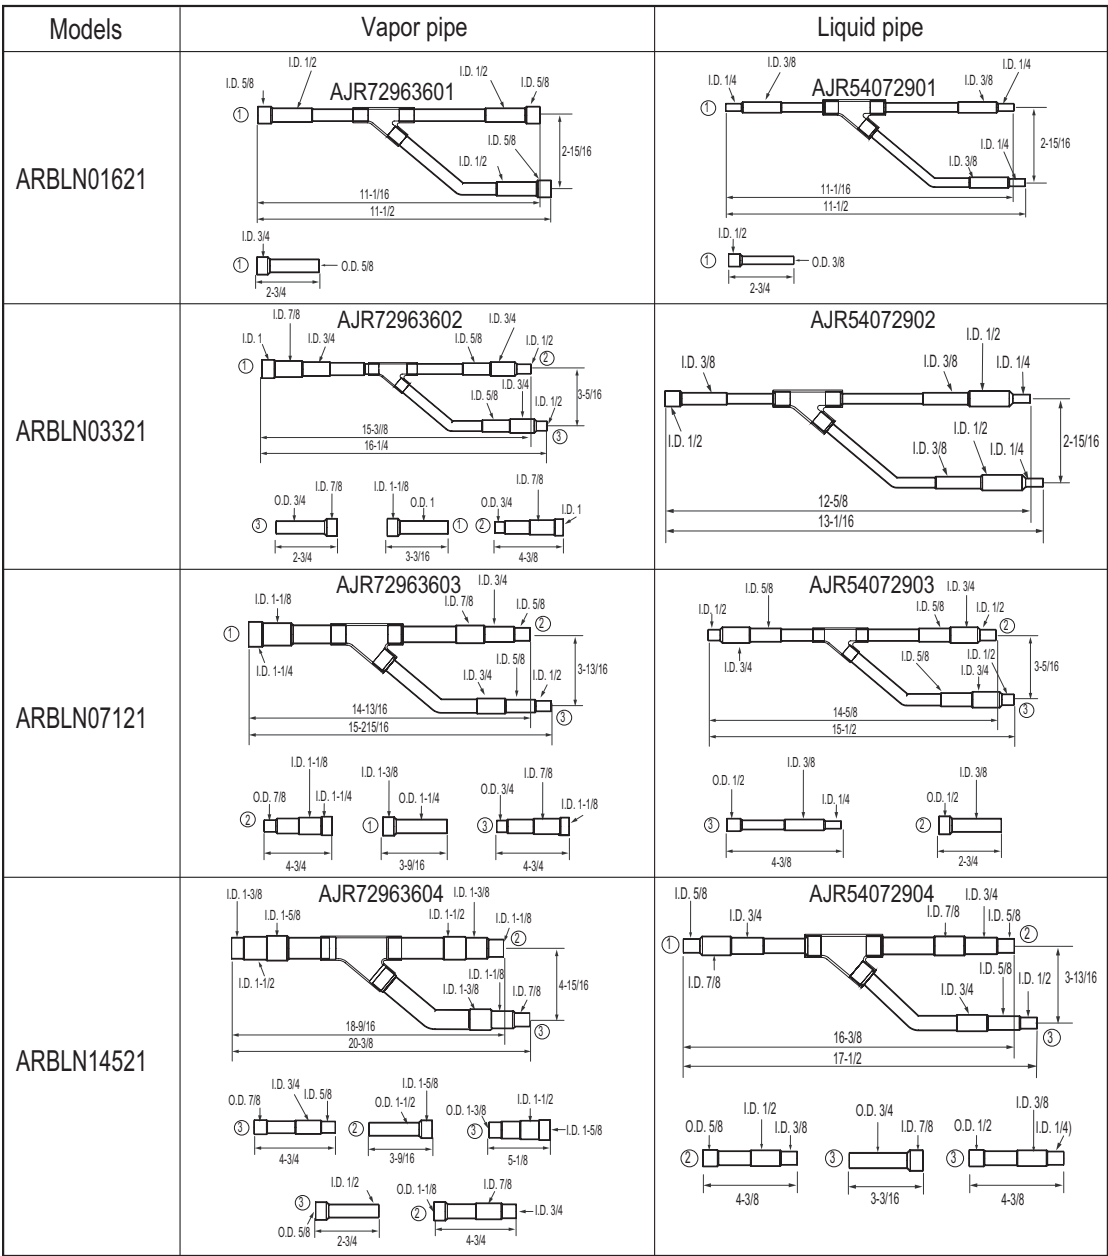 Models
Vapor pipe
Liquid pipe
ARBLN01621
AJR72963601
I.D. 5/8
I.D. 1/2
I.D. 1/2
I.D. 5/8
①
I.D. 5/8
I.D. 1/2
2-15/16
11-1/16
11-1/2
I.D. 3/4
①
O.D. 5/8
2-3/4
AJR54072901
I.D. 1/4
I.D. 3/8
I.D. 3/8
I.D. 1/4
①
I.D. 1/4
I.D. 3/8
2-15/16
11-1/16
11-1/2
I.D. 1/2
①
O.D. 3/8
2-3/4
ARBLN03321
AJR72963602
I.D. 7/8
I.D. 1
I.D. 3/4
I.D. 5/8
I.D. 3/4
I.D. 1/2
①
②
I.D. 3/4
I.D. 5/8
I.D. 1/2
3-5/16
③
15-3//8
16-1/4
O.D. 3/4
I.D. 7/8
③
2-3/4
I.D. 1-1/8
O.D. 1
①
3-3/16
I.D. 7/8
O.D. 3/4
I.D. 1
②
4-3/8
AJR54072902
I.D. 3/8
I.D. 3/8
I.D. 1/2
I.D. 1/4
I.D. 1/2
I.D. 1/2
I.D. 3/8
I.D. 1/4
2-15/16
12-5/8
13-1/16
ARBLN07121
AJR72963603
I.D. 1-1/8
I.D. 7/8
I.D. 3/4
I.D. 5/8
①
②
I.D. 1-1/4
I.D. 5/8
I.D. 3/4
I.D. 1/2
3-13/16
③
14-13/16
15-215/16
I.D. 1-1/8
O.D. 7/8
I.D. 1-1/4
②
4-3/4
I.D. 1-3/8
O.D. 1-1/4
①
3-9/16
I.D. 7/8
O.D. 3/4
I.D. 1-1/8
③
4-3/4
AJR54072903
I.D. 1/2
I.D. 5/8
I.D. 5/8
I.D. 3/4
I.D. 1/2
②
I.D. 3/4
I.D. 5/8
I.D. 1/2
I.D. 3/4
3-5/16
③
14-5/8
15-1/2
I.D. 3/8
O.D. 1/2
I.D. 1/4
③
4-3/8
I.D. 3/8
O.D. 1/2
②
2-3/4
ARBLN14521
AJR72963604
I.D. 1-3/8
I.D. 1-5/8
I.D. 1-1/2
I.D. 1-3/8
I.D. 1-1/8
②
I.D. 1-1/2
I.D. 1-1/8
I.D. 1-3/8
I.D. 7/8
4-15/16
③
18-9/16
20-3/8
I.D. 3/4
O.D. 7/8
I.D. 5/8
③
4-3/4
I.D. 1-5/8
O.D. 1-1/2
②
3-9/16
I.D. 1-1/2
O.D. 1-3/8
③
I.D. 1-5/8
5-1/8
I.D. 1/2
③
O.D. 5/8
2-3/4
I.D. 7/8
O.D. 1-1/8
②
I.D. 3/4
4-3/4
AJR54072904
I.D. 5/8
I.D. 3/4
I.D. 7/8
I.D. 3/4
I.D. 5/8
①
②
I.D. 7/8
I.D. 5/8
I.D. 3/4
I.D. 1/2
3-13/16
③
16-3/8
17-1/2
I.D. 1/2
O.D. 5/8
I.D. 3/8
②
4-3/8
O.D. 3/4
I.D. 7/8
③
3-3/16
I.D. 3/8
O.D. 1/2
I.D. 1/4)
③
4-3/8